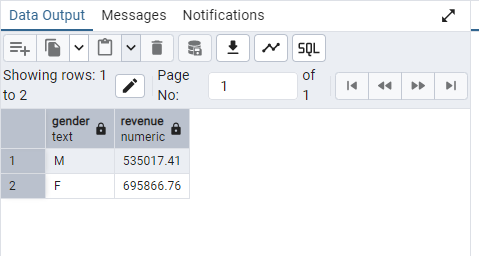 Data Output Messages Notifications
SQL
Showing rows: 1 to 2 Page No: 1 of 1
gender text revenue numeric
1 M 535017.41
2 F 695866.76